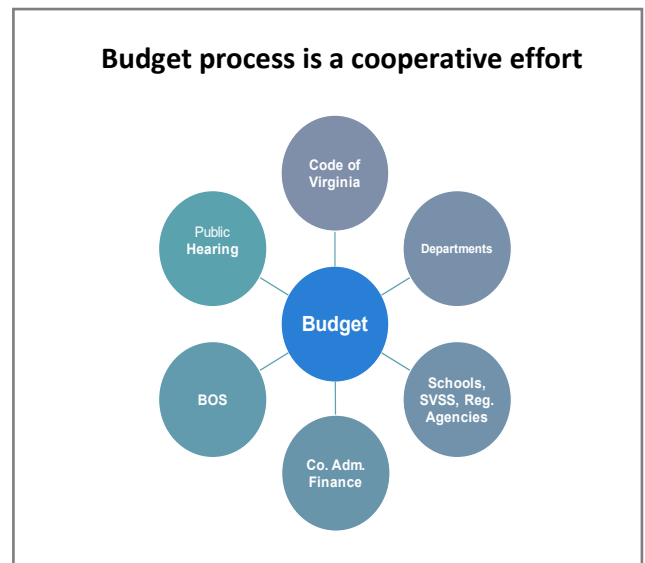 Budget process is a cooperative effort
Code of
Virginia
Public
Hearing
Departments
Budget
BOS
Schools,
SVSS, Reg.
Agencies
Co. Adm.
Finance